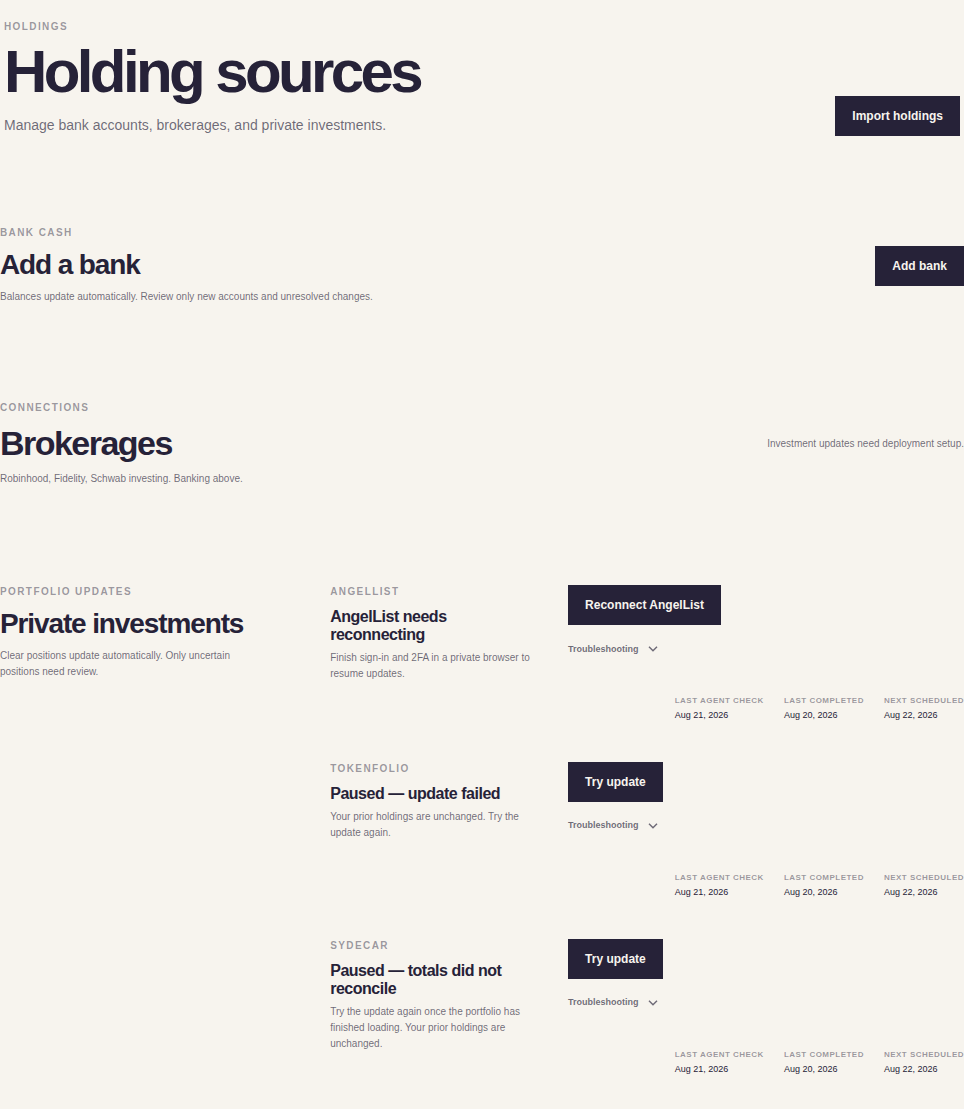 HOLDINGS
Holding sources
Manage bank accounts, brokerages, and private investments.
Import holdings
BANK CASH
Add a bank
Balances update automatically. Review only new accounts and unresolved changes.
Add bank
CONNECTIONS
Brokerages
Robinhood, Fidelity, Schwab investing. Banking above.
Investment updates need deployment setup.
PORTFOLIO UPDATES
Private investments
Clear positions update automatically. Only uncertain
positions need review.
ANGELLIST
AngelList needs
reconnecting
Finish sign-in and 2FA in a private browser to
resume updates.
Reconnect AngelList
Troubleshooting
LAST AGENT CHECK LAST COMPLETED NEXT SCHEDULED
Aug 21, 2026 Aug 20, 2026 Aug 22, 2026
TOKENFOLIO
Paused — update failed
Your prior holdings are unchanged. Try the
update again.
Try update
Troubleshooting
LAST AGENT CHECK LAST COMPLETED NEXT SCHEDULED
Aug 21, 2026 Aug 20, 2026 Aug 22, 2026
SYDECAR
Paused — totals did not
reconcile
Try the update again once the portfolio has
finished loading. Your prior holdings are
unchanged.
Try update
Troubleshooting
LAST AGENT CHECK LAST COMPLETED NEXT SCHEDULED
Aug 21, 2026 Aug 20, 2026 Aug 22, 2026